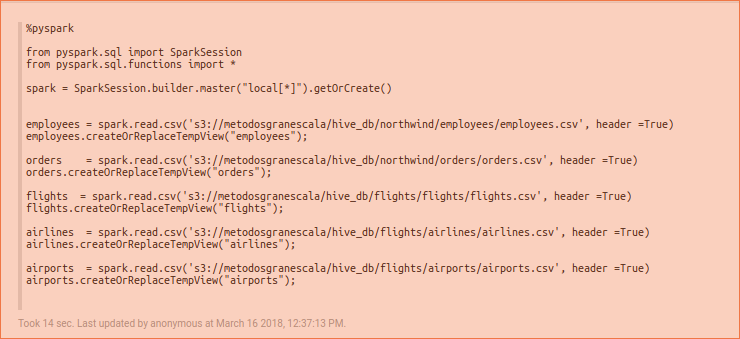 %pyspark
from pyspark.sql import SparkSession
from pyspark.sql.functions import *
spark = SparkSession.builder.master("local[*]").getOrCreate()
employees = spark.read.csv('s3://metodosgranescala/hive_db/northwind/employees/employees.csv', header =True)
employees.createOrReplaceTempView("employees");
orders    = spark.read.csv('s3://metodosgranescala/hive_db/northwind/orders/orders.csv', header =True)
orders.createOrReplaceTempView("orders");
flights  = spark.read.csv('s3://metodosgranescala/hive_db/flights/flights/flights.csv', header =True)
flights.createOrReplaceTempView("flights");
airlines  = spark.read.csv('s3://metodosgranescala/hive_db/flights/airlines/airlines.csv', header =True)
airlines.createOrReplaceTempView("airlines");
airports  = spark.read.csv('s3://metodosgranescala/hive_db/flights/airports/airports.csv', header =True)
airports.createOrReplaceTempView("airports");
Took 14 sec. Last updated by anonymous at March 16 2018, 12:37:13 PM.